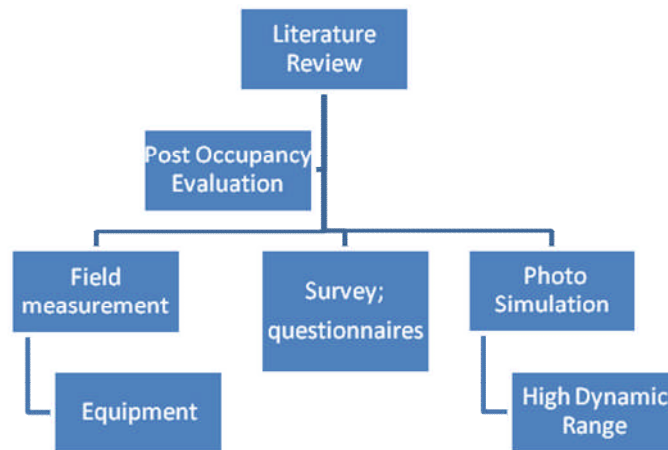 Literature
Review
Post Occupancy
Evaluation
Field
measurement
Survey;
questionnaires
Photo
Simulation
Equipment
High Dynamic
Range